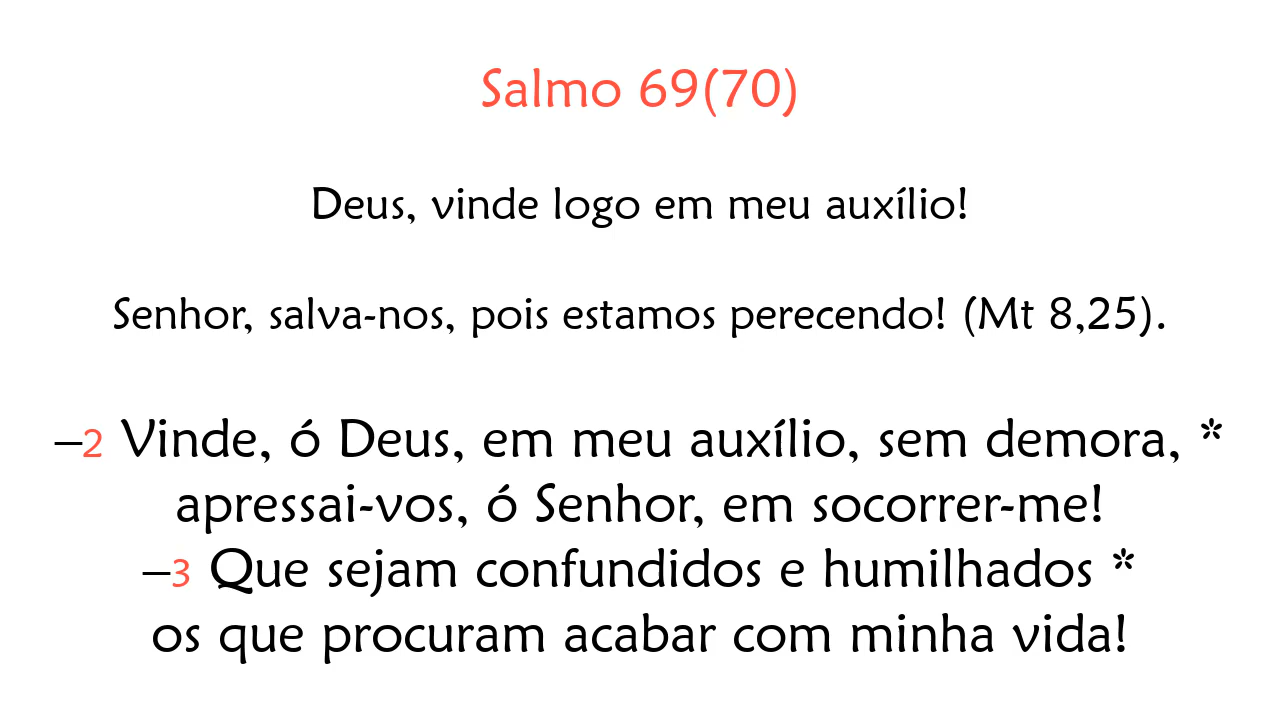 Salmo 69(70)
Deus, vinde logo em meu auxílio!
Senhor, salva-nos, pois estamos perecendo! (Mt 8,25).
–2 Vinde, ó Deus, em meu auxílio, sem demora, *
apressai-vos, ó Senhor, em socorrer-me!
–3 Que sejam confundidos e humilhados *
os que procuram acabar com minha vida!